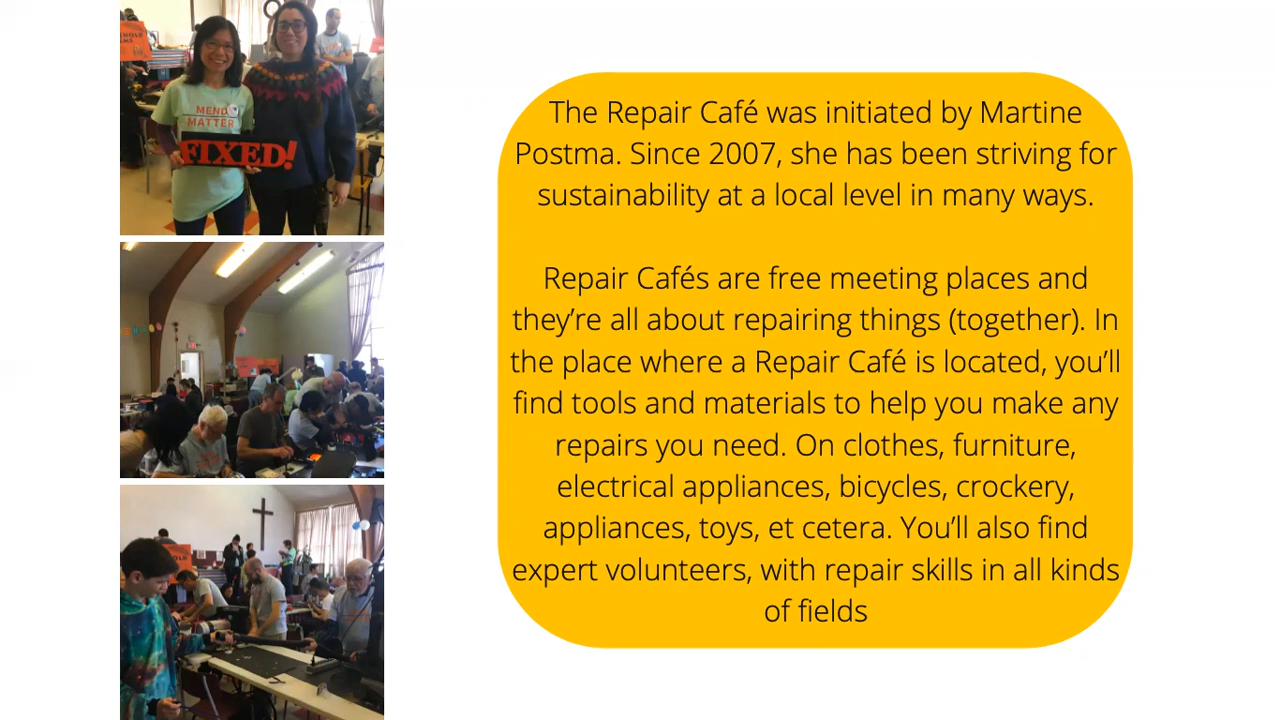 MEND
MATTER
FIXED!
The Repair Café was initiated by Martine
Postma. Since 2007, she has been striving for
sustainability at a local level in many ways.
Repair Cafés are free meeting places and
they’re all about repairing things (together). In
the place where a Repair Café is located, you’ll
find tools and materials to help you make any
repairs you need. On clothes, furniture,
electrical appliances, bicycles, crockery,
appliances, toys, et cetera. You’ll also find
expert volunteers, with repair skills in all kinds
of fields